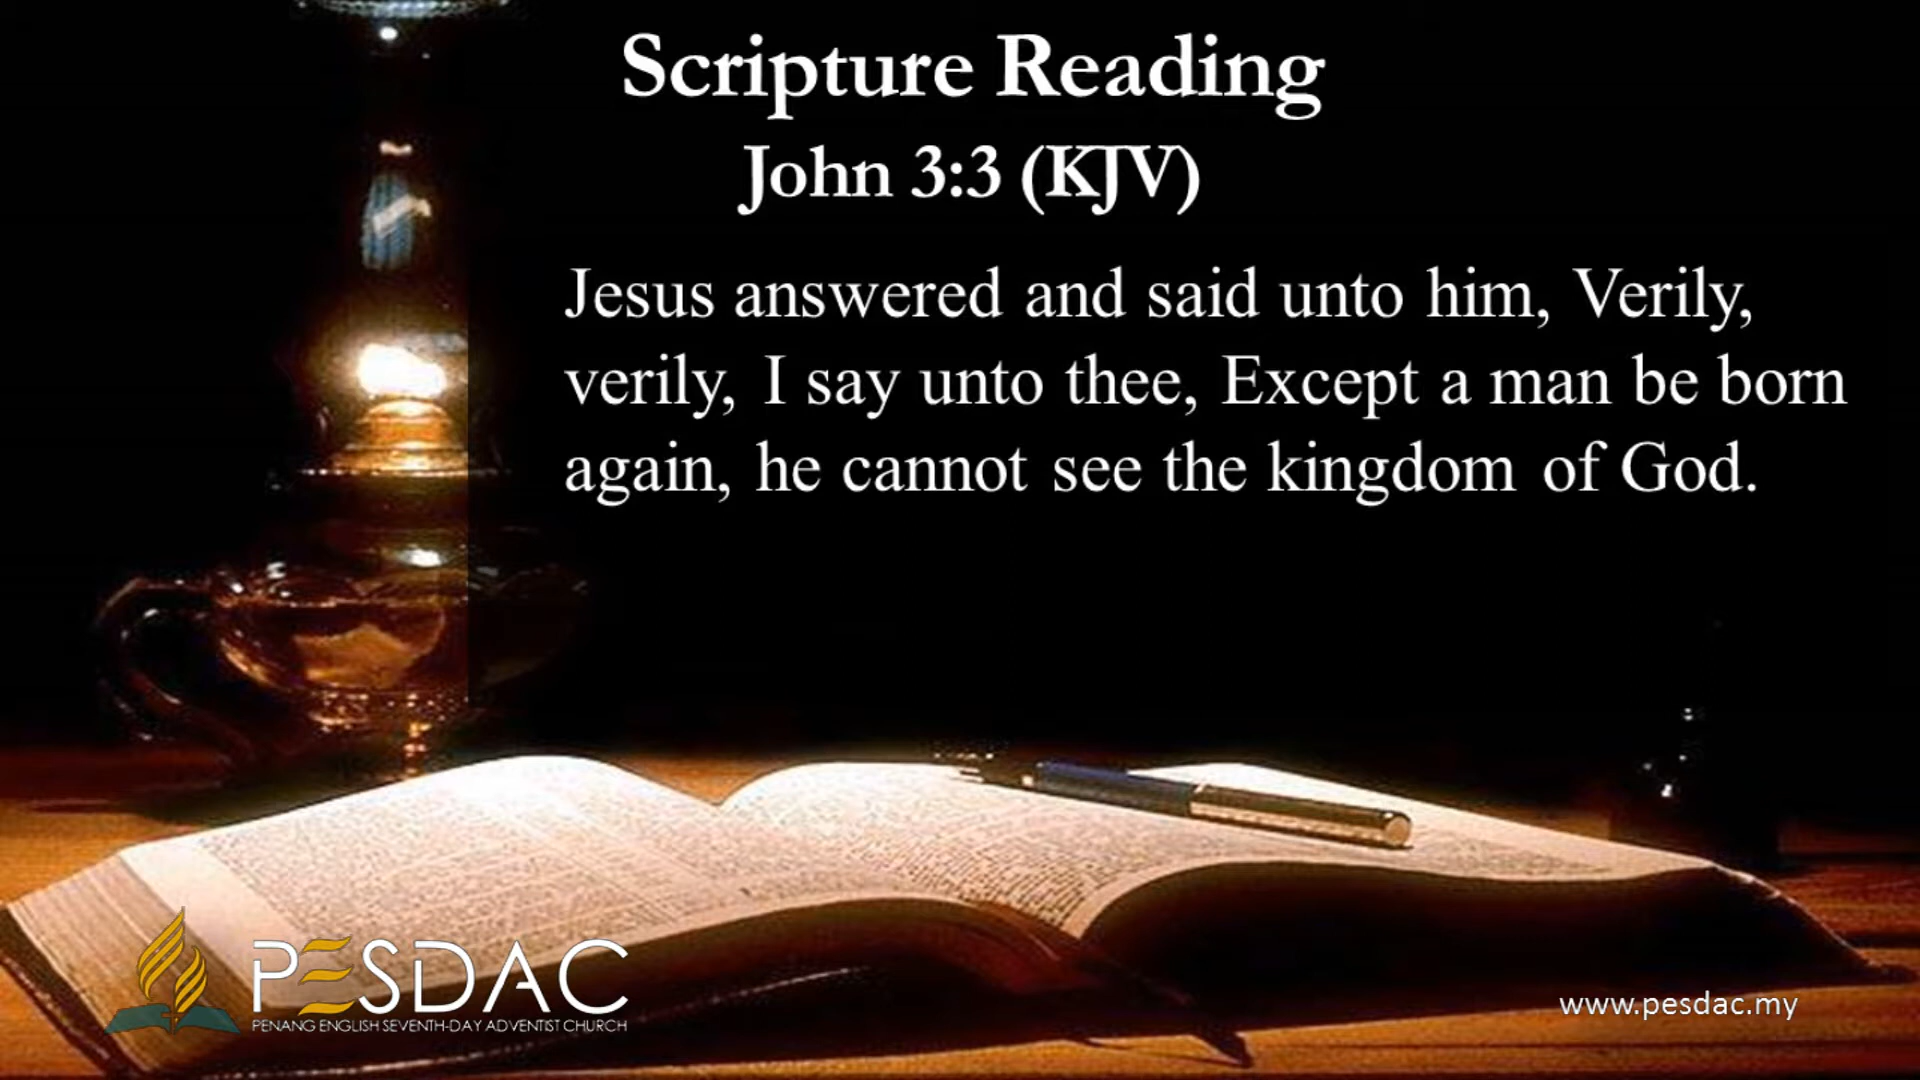 Scripture Reading
John 3:3 (KJV)
Jesus answered and said unto him, Verily,
verily, I say unto thee, Except a man be born
again, he cannot see the kingdom of God.
PESDAC
PENANG ENGLISH SEVENTH-DAY ADVENTIST CHURCH
www.pesdac.my